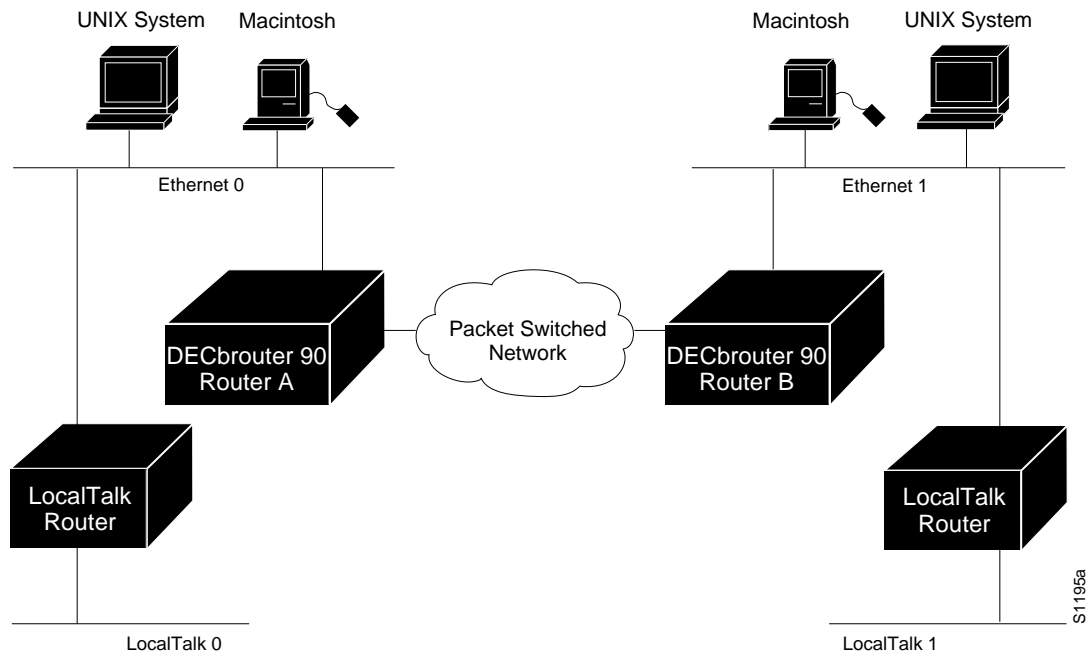 UNIX System
Macintosh
Macintosh
UNIX System
Ethernet 0
Ethernet 1
Packet Switched
Network
DECbrouter 90
Router A
DECbrouter 90
Router B
LocalTalk
Router
LocalTalk
Router
S1195a
LocalTalk 0
LocalTalk 1